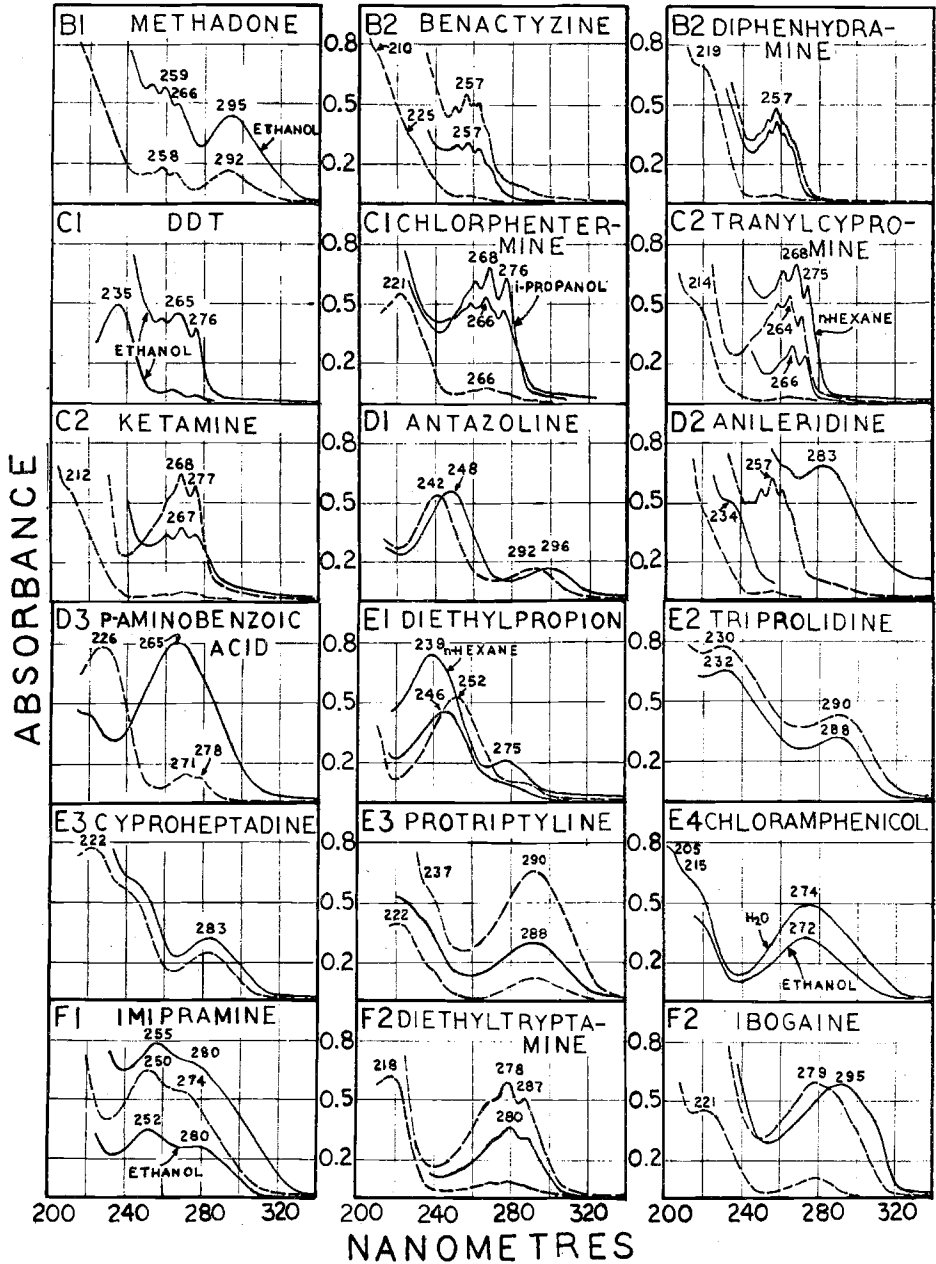 B1 METHADONE
259
266
295
ETHANOL
258
292
0.8
0.5
0.2
B2 BENACTYZINE
210
225
257
257
0.8
0.5
0.2
B2 DIPHENHYDRA-
MINE
219
257
C1 DDT
235
265
276
ETHANOL
0.8
0.5
0.2
C1 CHLORPHENTER-
MINE
268
276
i-PROPANOL
221
266
266
0.8
0.5
0.2
C2 TRANYLCYPRO-
MINE
268
275
214
n-HEXANE
264
266
C2 KETAMINE
212
268
277
267
0.8
0.5
0.2
D1 ANTAZOLINE
242
248
292
296
0.8
0.5
0.2
D2 ANILERIDINE
283
257
234
D3 P-AMINOBENZOIC
ACID
226
265
271
278
0.8
0.5
0.2
E1 DIETHYLPROPION
239
n-HEXANE
246
252
275
0.8
0.5
0.2
E2 TRIPROLIDINE
230
232
290
288
E3 CYPROHEPTADINE
222
283
0.8
0.5
0.2
E3 PROTRIPTYLINE
237
290
222
288
0.8
0.5
0.2
E4 CHLORAMPHENICOL
205
215
274
H2O
272
ETHANOL
F1 IMIPRAMINE
255
280
250
274
252
280
ETHANOL
0.8
0.5
0.2
F2 DIETHYLTRYPTA-
MINE
218
278
287
280
0.8
0.5
0.2
F2 IBOGAINE
279
295
221
200 240 280 320
240 280 320
240 280 320
ABSORBANCE
NANOMETRES